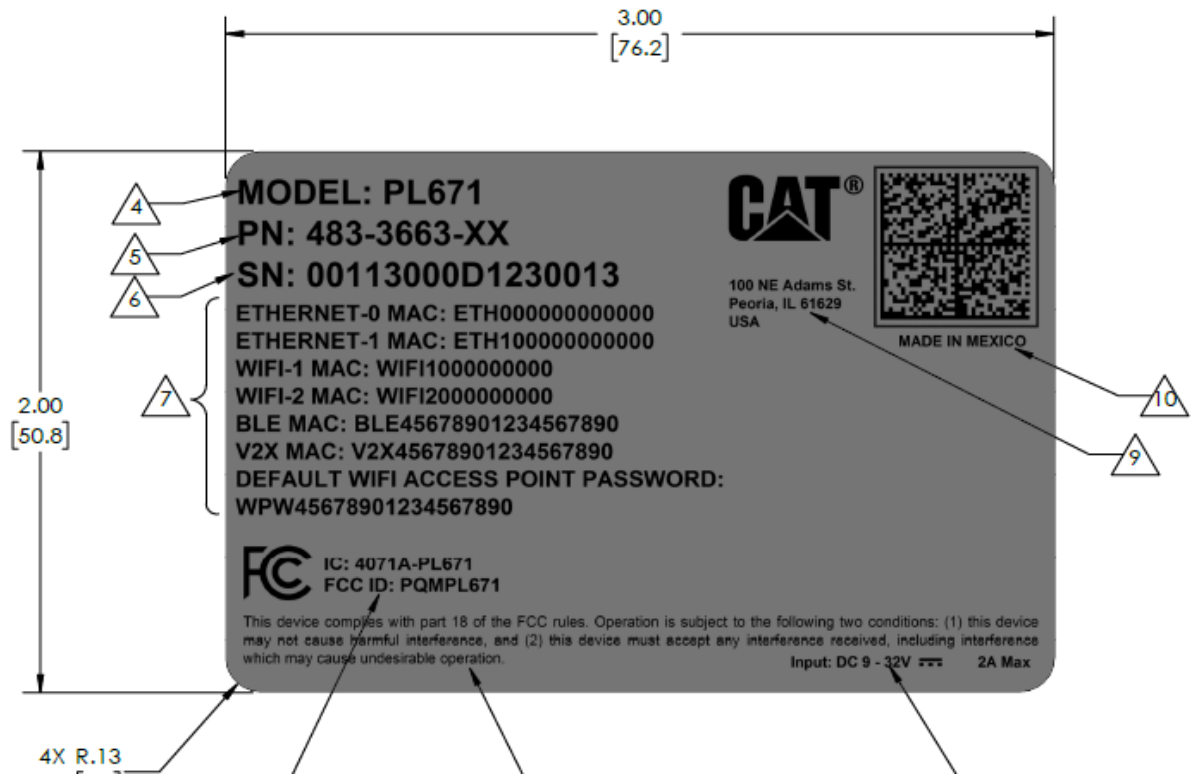 3.00
[76.2]
2.00
[50.8]
4
5
6
7
MODEL: PL671
PN: 483-3663-XX
SN: 00113000D1230013
ETHERNET-0 MAC: ETH000000000000
ETHERNET-1 MAC: ETH100000000000
WIFI-1 MAC: WIFI1000000000
WIFI-2 MAC: WIFI2000000000
BLE MAC: BLE45678901234567890
V2X MAC: V2X45678901234567890
DEFAULT WIFI ACCESS POINT PASSWORD:
WPW45678901234567890
CAT®
100 NE Adams St.
Peoria, IL 61629
USA
MADE IN MEXICO
10
9
FC
IC: 4071A-PL671
FCC ID: PQMPL671
This device complies with part 18 of the FCC rules. Operation is subject to the following two conditions: (1) this device
may not cause harmful interference, and (2) this device must accept any interference received, including interference
which may cause undesirable operation.
Input: DC 9 - 32V
2A Max
4X R.13